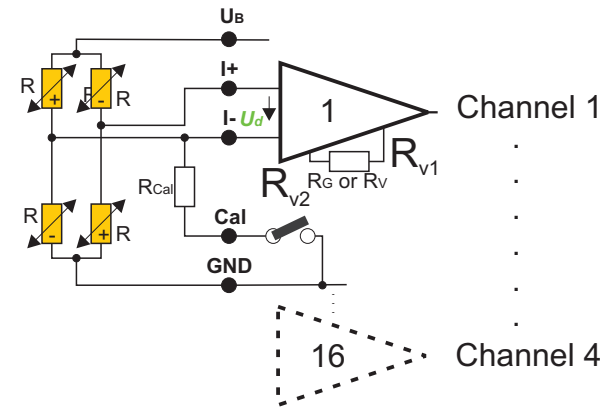 UB
I+
R
R
R
+
-
1
Channel 1
I- Ud
Rv1
RCal
Rv2
RG or RV
Cal
R
R
-
+
GND
16
Channel 4